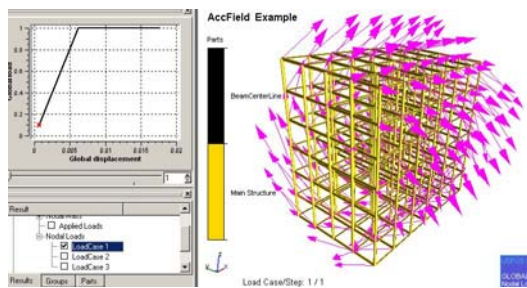 AccField Example
Parts
BeamCenterLine
Main Structure
Load Case/Step: 1 / 1
1
0.8
0.6
0.4
0.2
0
0
0.005
0.01
0.015
0.02
Global displacement
1
Result
Applied Loads
Nodal Loads
LoadCase 1
LoadCase 2
LoadCase 3
Results Groups Parts